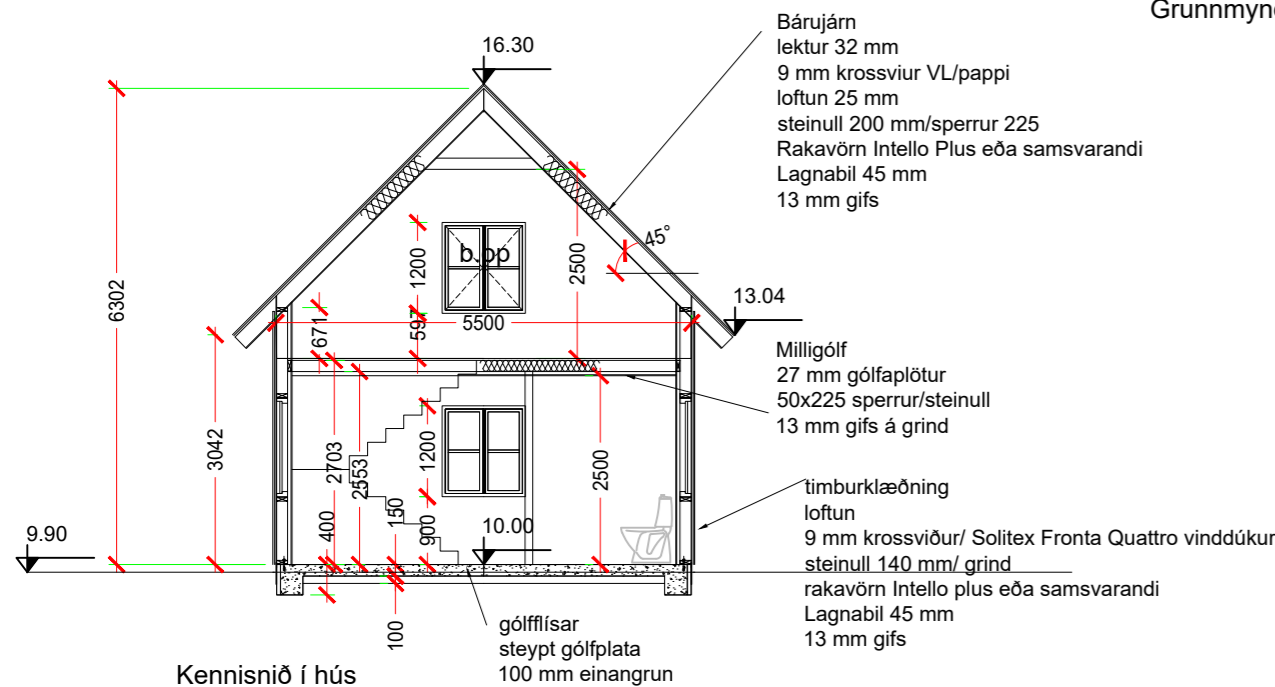 Grunnmynd
Bárujárn
lektur 32 mm
9 mm krossviur VL/pappi
loftun 25 mm
steinull 200 mm/sperrur 225
Rakavörn Intello Plus eða samsvarandi
Lagnabil 45 mm
13 mm gifs
16.30
6302
b.op
1200
2500
45°
13.04
671
597
5500
Milligólf
27 mm gólfaplötur
50x225 sperrur/steinull
13 mm gifs á grind
3042
2703
2553
1200
2500
400
150
900
10.00
9.90
timburklæðning
loftun
9 mm krossviður/ Solitex Fronta Quattro vinddúkur
steinull 140 mm/ grind
rakavörn Intello plus eða samsvarandi
Lagnabil 45 mm
13 mm gifs
100
gólfflísar
steypt gólfplata
100 mm einangrun
Kennisnið í hús